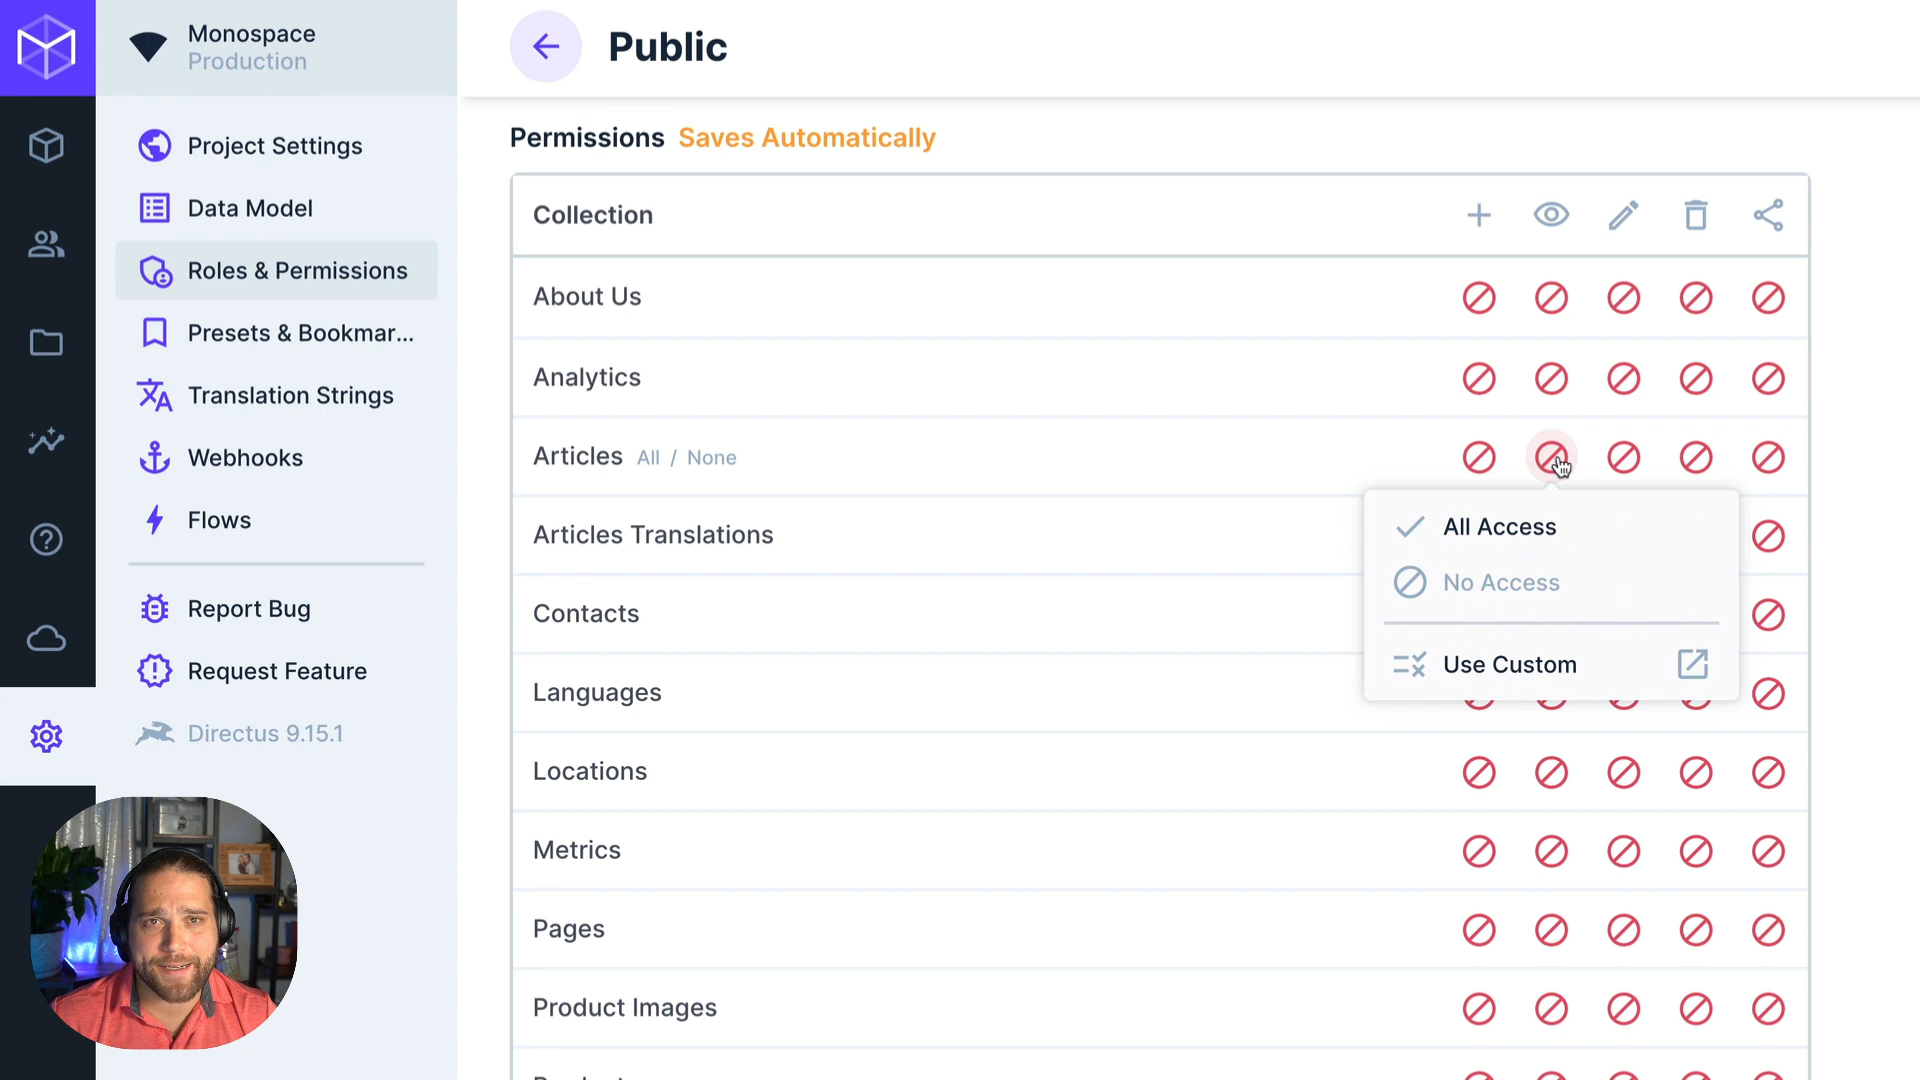 Monospace
Production
Project Settings
Data Model
Roles & Permissions
Presets & Bookmar...
Translation Strings
Webhooks
Flows
Report Bug
Request Feature
Directus 9.15.1
Public
Permissions Saves Automatically
Collection
About Us
Analytics
Articles All / None
Articles Translations
Contacts
Languages
Locations
Metrics
Pages
Product Images
All Access
No Access
Use Custom